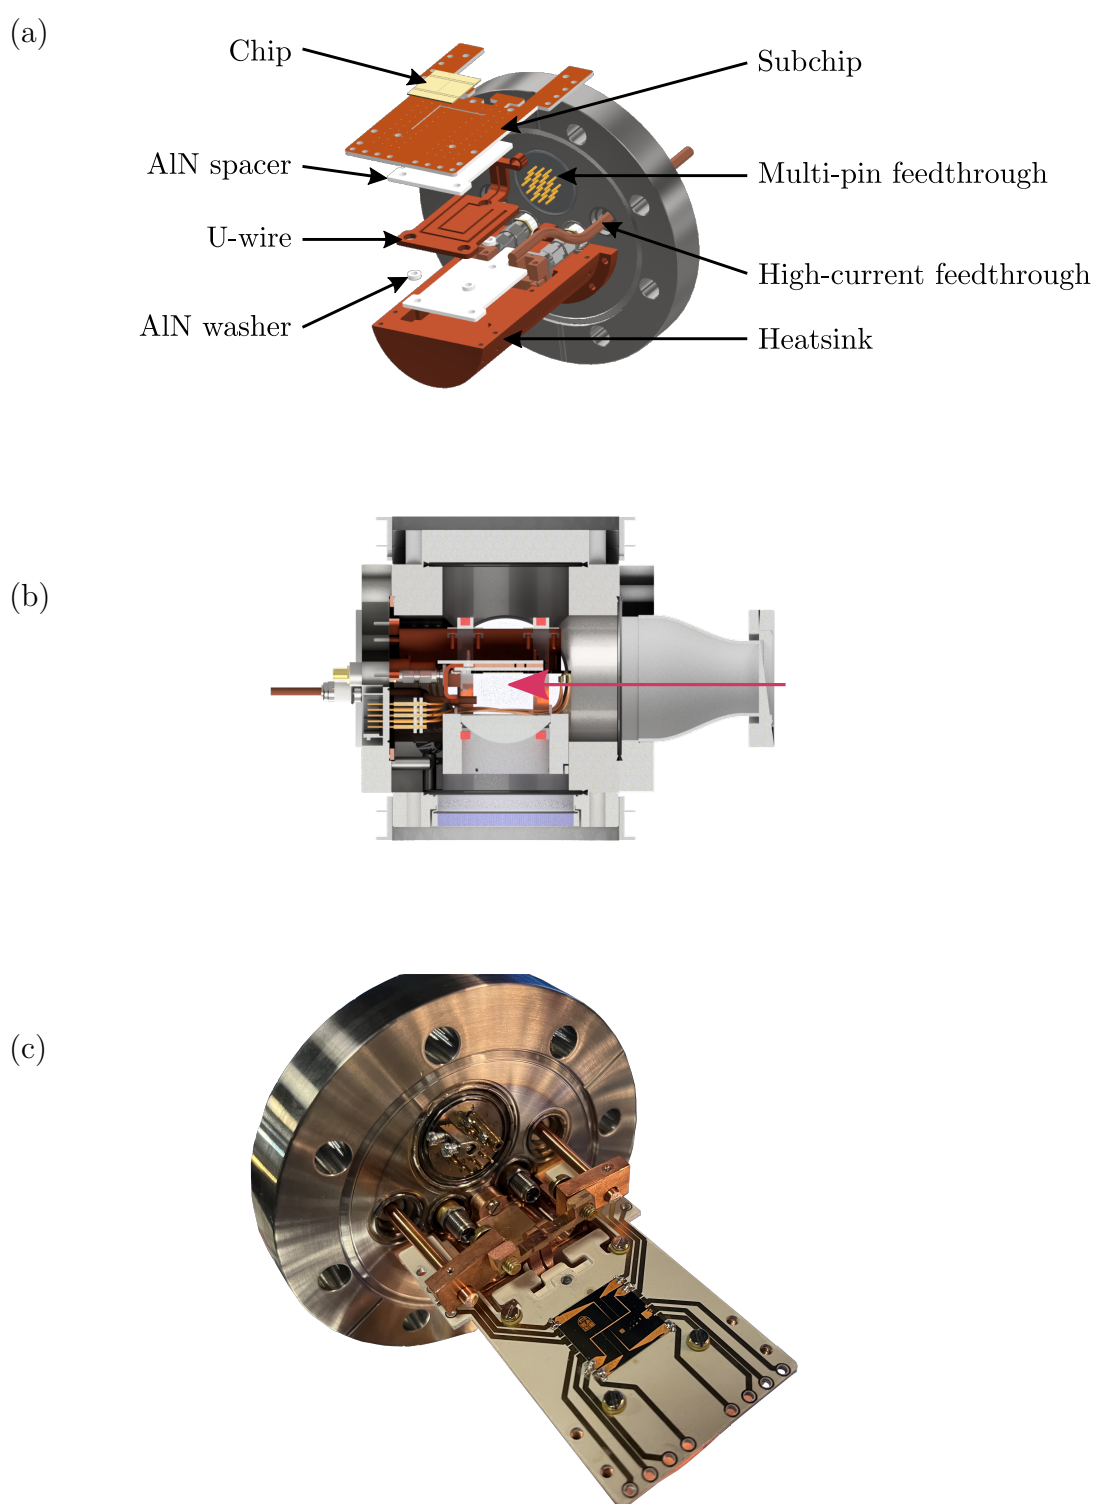 (a)
Chip
Subchip
AlN spacer
Multi-pin feedthrough
U-wire
High-current feedthrough
AlN washer
Heatsink
(b)
(c)